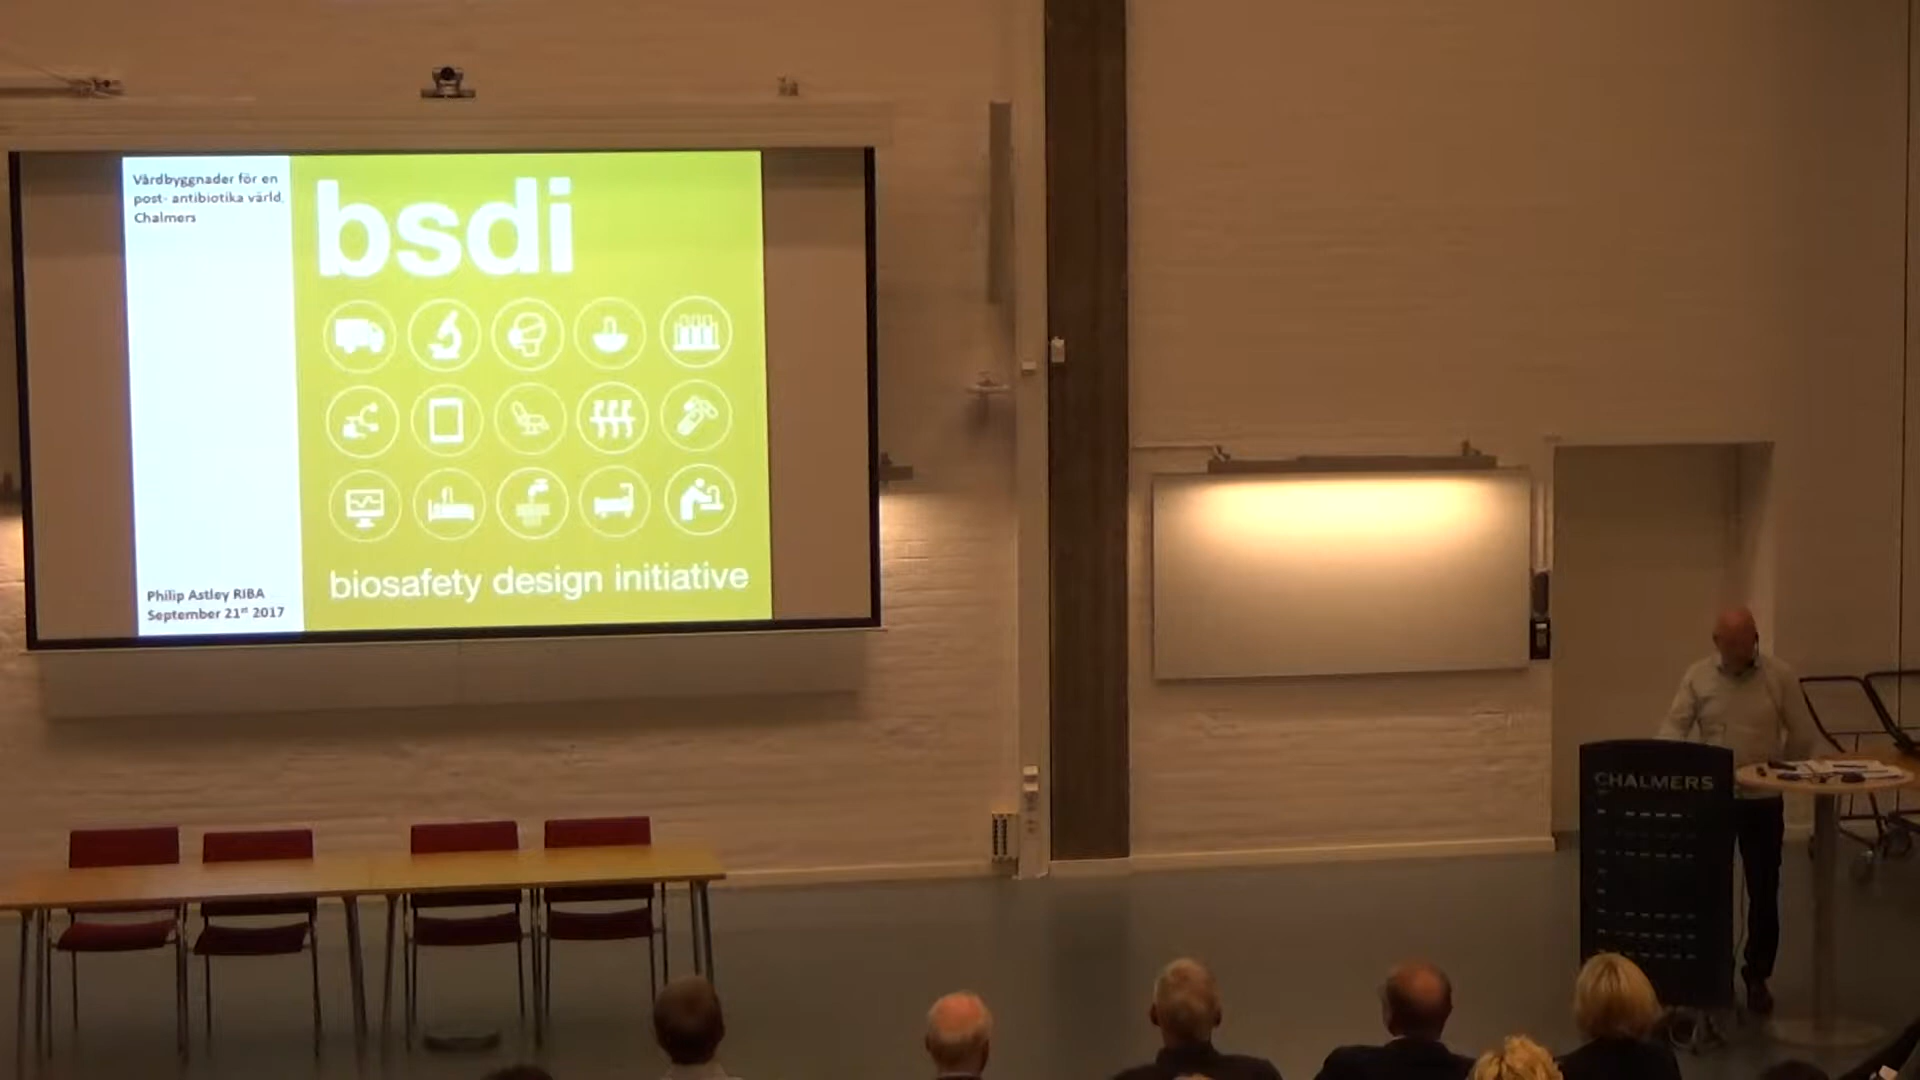 Vårdbyggnader för en
post- antibiotika värld,
Chalmers
bsdi
biosafety design initiative
Philip Astley RIBA
September 21st 2017
CHALMERS